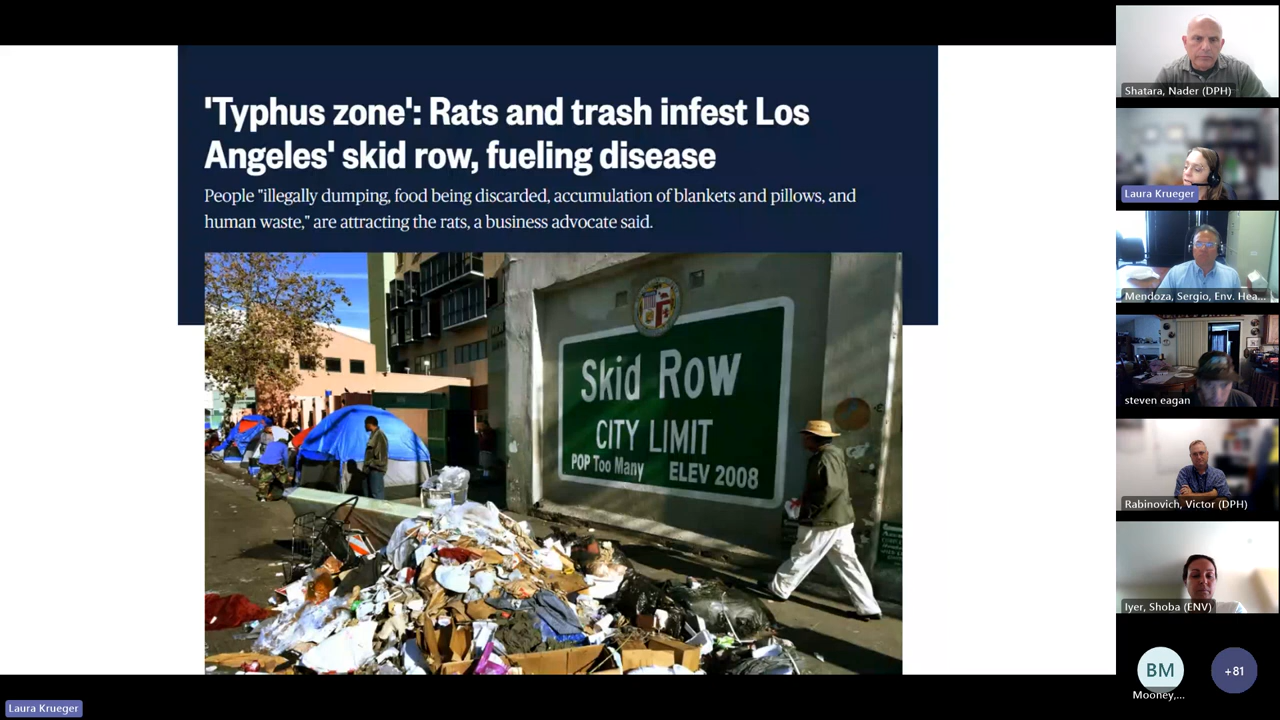 'Typhus zone': Rats and trash infest Los
Angeles' skid row, fueling disease
People "illegally dumping, food being discarded, accumulation of blankets and pillows, and
human waste," are attracting the rats, a business advocate said.
Skid Row
CITY LIMIT
POP Too Many ELEV 2008
Shatara, Nader (DPH)
Laura Krueger
Mendoza, Sergio, Env. Hea...
steven eagan
Rabinovich, Victor (DPH)
Iyer, Shoba (ENV)
BM
Mooney,...
+81
Laura Krueger